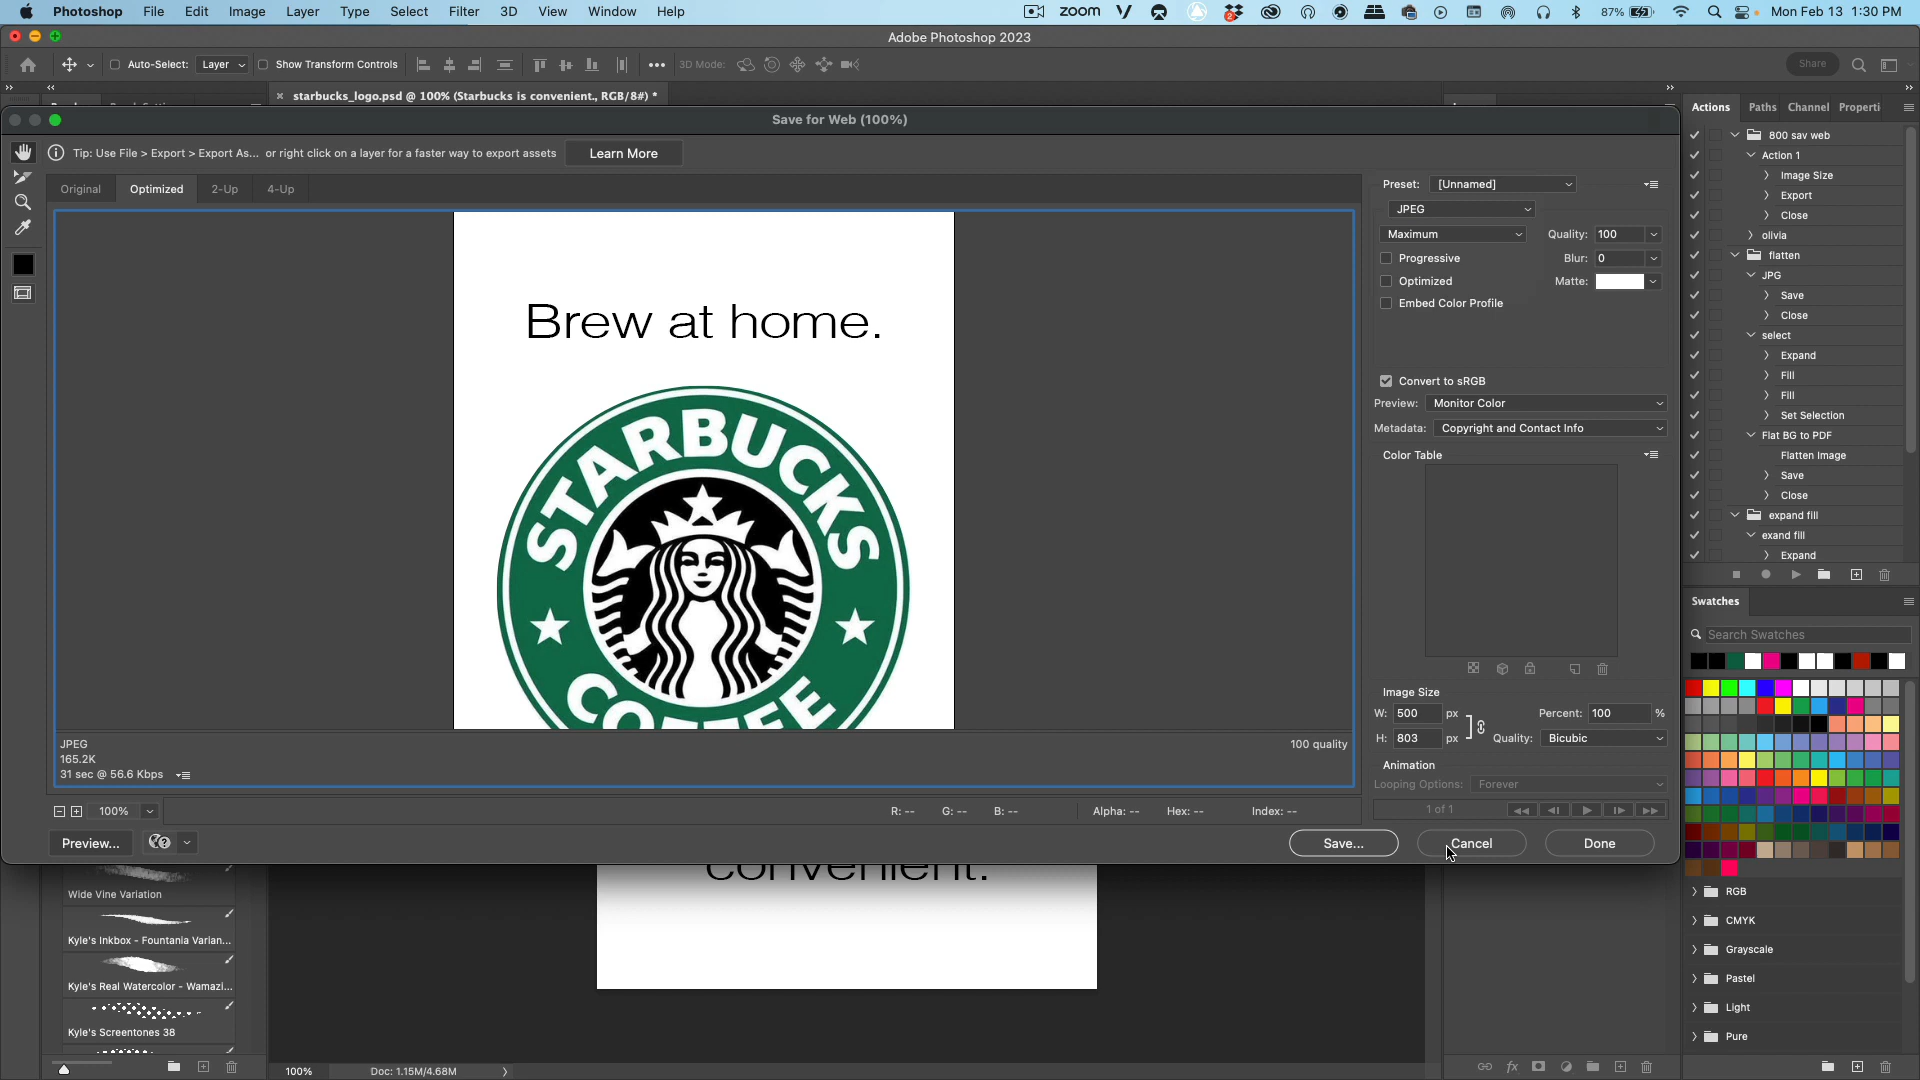 Photoshop File Edit Image Layer Type Select Filter 3D View Window Help zoom 2 87% Mon Feb 13 1:30 PM
Adobe Photoshop 2023
Auto-Select: Layer Show Transform Controls 3D Mode: Share
× starbucks_logo.psd @ 100% (Starbucks is convenient., RGB/8#) *
Save for Web (100%)
Tip: Use File > Export > Export As... or right click on a layer for a faster way to export assets Learn More
Original Optimized 2-Up 4-Up
Brew at home.
STARBUCKS
COFFEE
JPEG
165.2K
31 sec @ 56.6 Kbps
100 quality
100%
R: -- G: -- B: -- Alpha: -- Hex: -- Index: --
Preview...
Save... Cancel Done
Preset: [Unnamed]
JPEG
Maximum Quality: 100
Progressive Blur: 0
Optimized Matte:
Embed Color Profile
Convert to sRGB
Preview: Monitor Color
Metadata: Copyright and Contact Info
Color Table
Image Size
W: 500 px Percent: 100 %
H: 803 px Quality: Bicubic
Animation
Looping Options: Forever
1 of 1
convenient.
Wide Vine Variation
Kyle's Inkbox - Fountania Varian...
Kyle's Real Watercolor - Wamazi...
Kyle's Screentones 38
100% Doc: 1.15M/4.68M
Actions Paths Channel Properti
800 sav web
Action 1
Image Size
Export
Close
olivia
flatten
JPG
Save
Close
select
Expand
Fill
Fill
Set Selection
Flat BG to PDF
Flatten Image
Save
Close
expand fill
exand fill
Expand
Swatches
Search Swatches
RGB
CMYK
Grayscale
Pastel
Light
Pure
fx